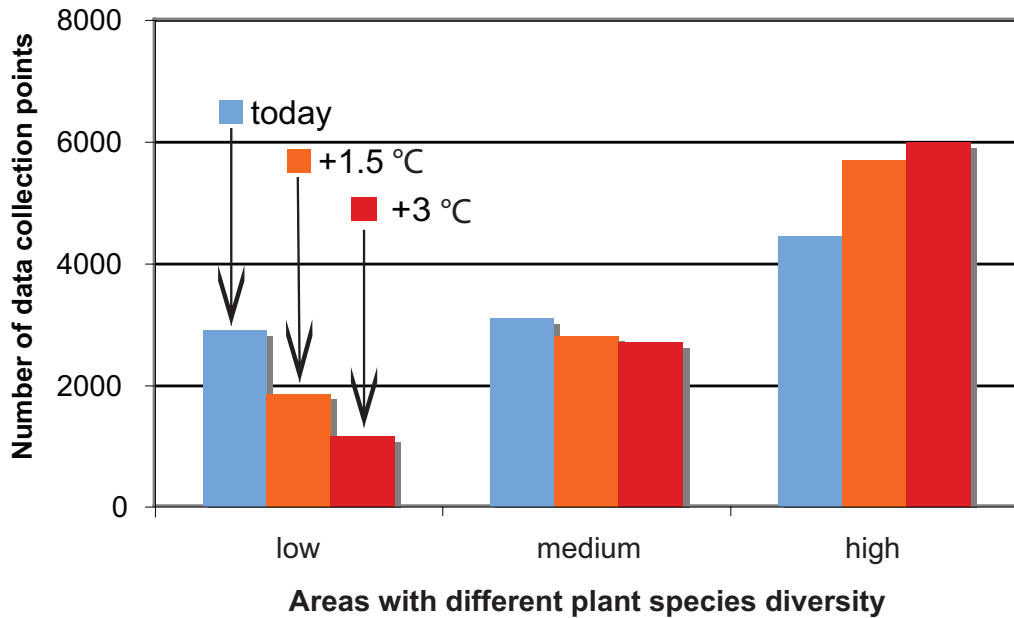 Number of data collection points
8000
6000
4000
2000
0
today
+1.5 ℃
+3 ℃
low
medium
high
Areas with different plant species diversity